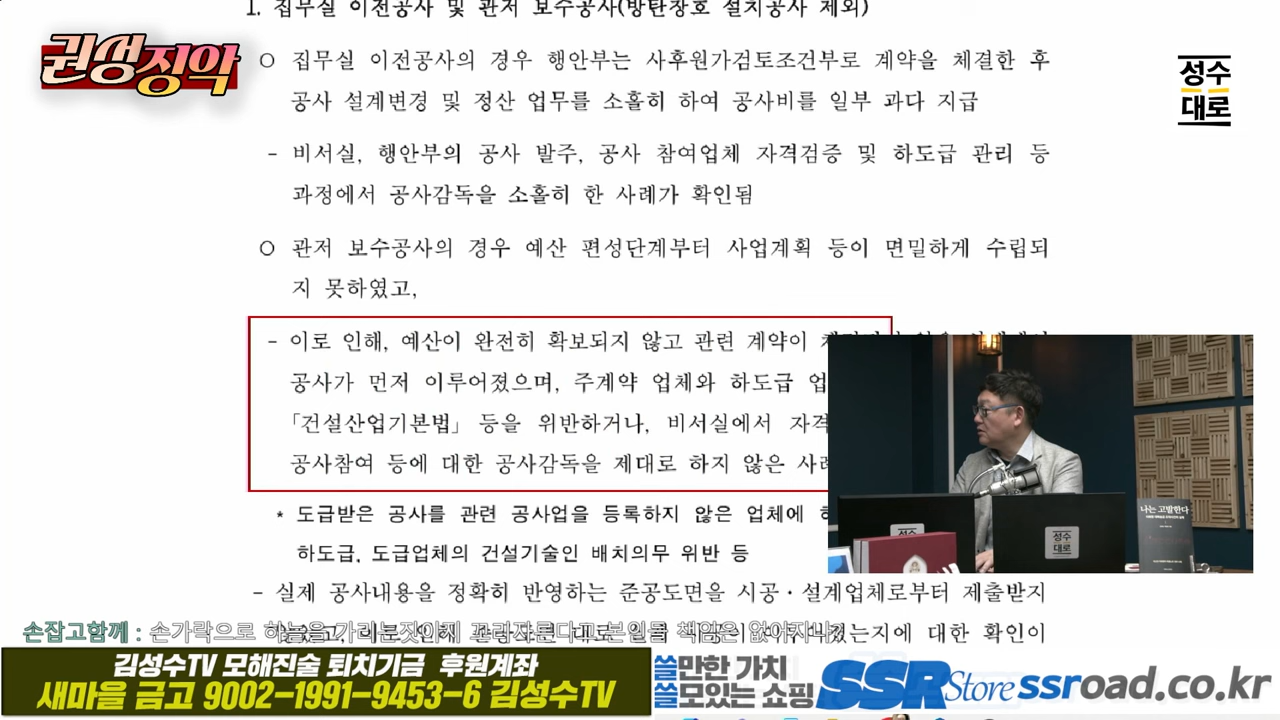 I. 집무실 이전공사 및 관저 보수공사(방탄창호 설치공사 제외)
권성징악
성수
대로
○ 집무실 이전공사의 경우 행안부는 사후원가검토조건부로 계약을 체결한 후
공사 설계변경 및 정산 업무를 소홀히 하여 공사비를 일부 과다 지급
- 비서실, 행안부의 공사 발주, 공사 참여업체 자격검증 및 하도급 관리 등
과정에서 공사감독을 소홀히 한 사례가 확인됨
○ 관저 보수공사의 경우 예산 편성단계부터 사업계획 등이 면밀하게 수립되
지 못하였고,
- 이로 인해, 예산이 완전히 확보되지 않고 관련 계약이
공사가 먼저 이루어졌으며, 주계약 업체와 하도급
「건설산업기본법」 등을 위반하거나, 비서실에서
공사참여 등에 대한 공사감독을 제대로 하지 않은
* 도급받은 공사를 관련 공사업을 등록하지 않은 업체에
하도급, 도급업체의 건설기술인 배치의무 위반 등
- 실제 공사내용을 정확히 반영하는 준공도면을 시공·설계업체로부터 제출받지
성수
대로
나는 고발한다
손잡고함께 : 손가락으로 하늘을
지에 대한 확인이
김성수TV 모해진술 퇴치기금 후원계좌
새마을 금고 9002-1991-9453-6 김성수TV
쓸만한 가치
쓸모있는 쇼핑
SSR Store ssroad.co.kr